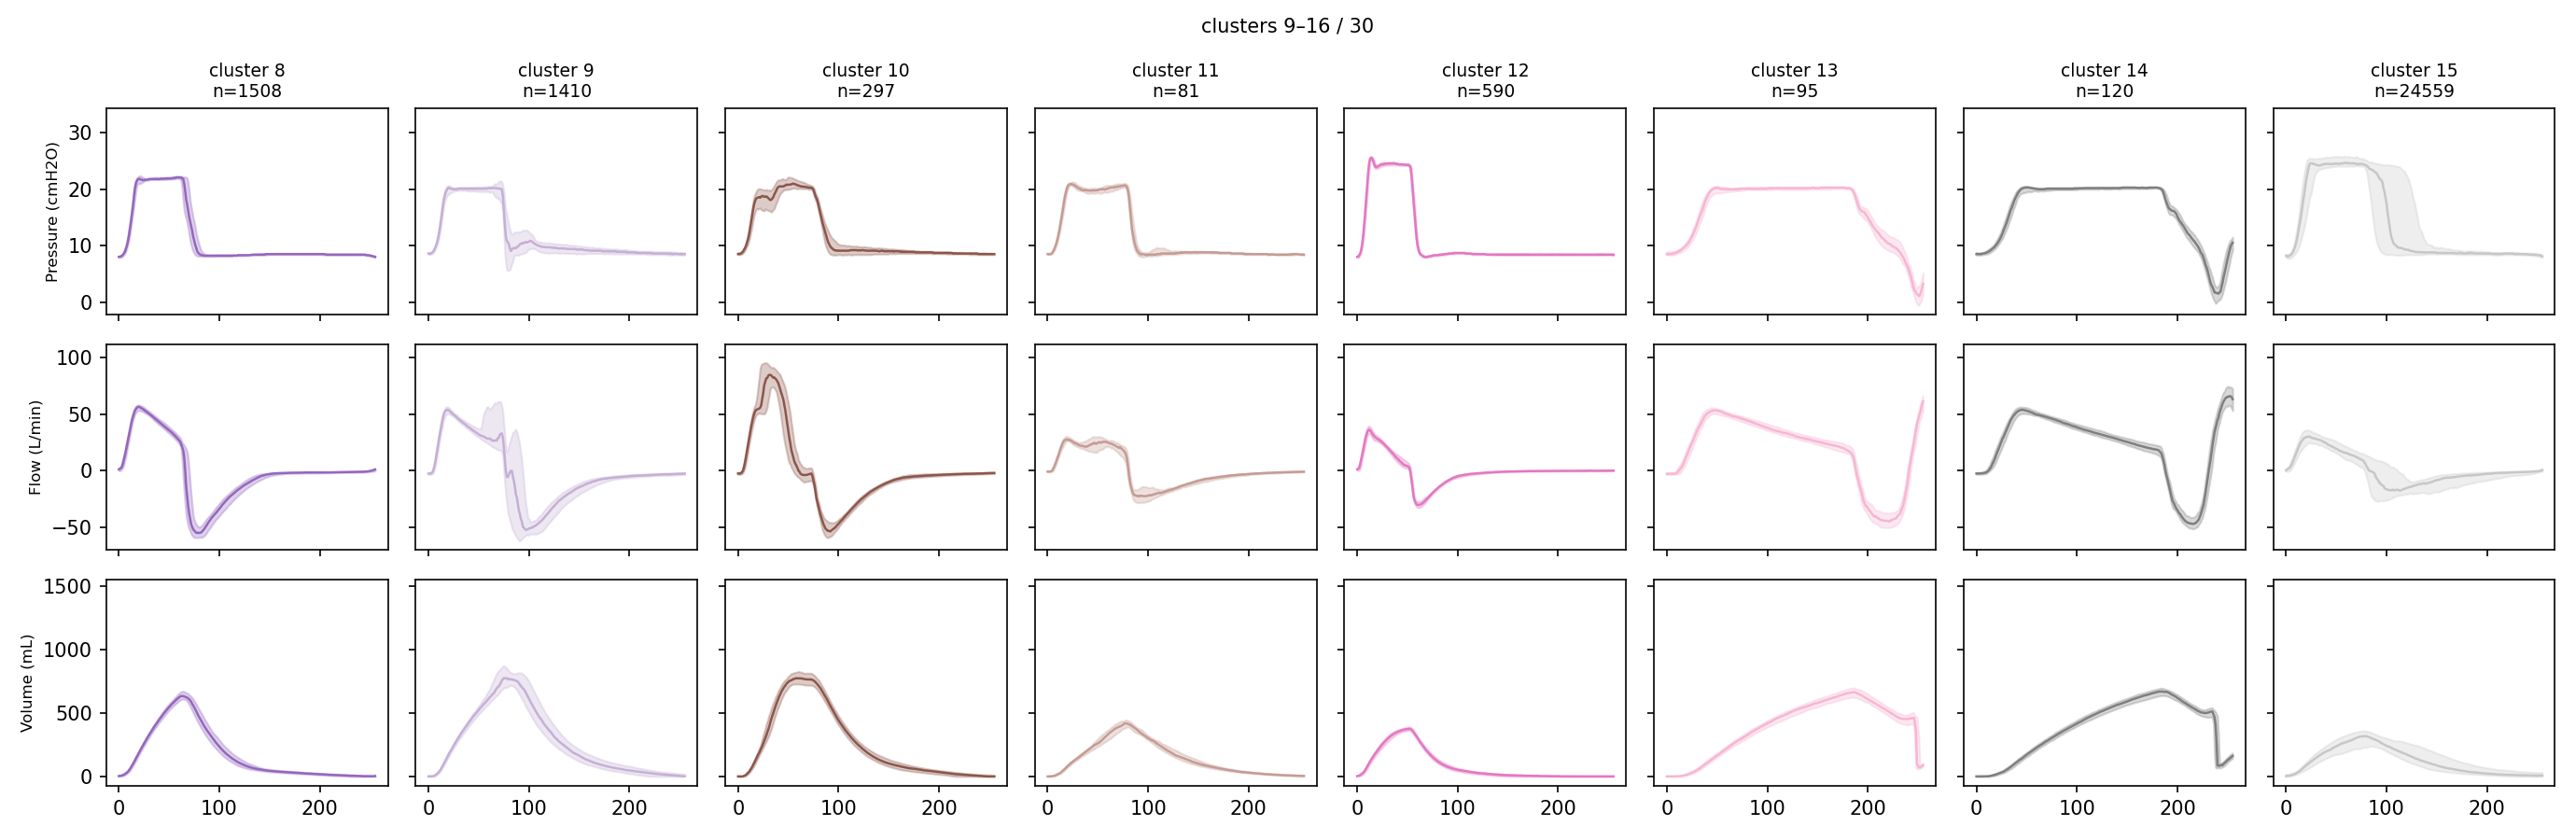 clusters 9–16 / 30
cluster 8
n=1508
cluster 9
n=1410
cluster 10
n=297
cluster 11
n=81
cluster 12
n=590
cluster 13
n=95
cluster 14
n=120
cluster 15
n=24559
Pressure (cmH2O)
30
20
10
0
Flow (L/min)
100
50
0
−50
Volume (mL)
1500
1000
500
0
0 100 200
0 100 200
0 100 200
0 100 200
0 100 200
0 100 200
0 100 200
0 100 200